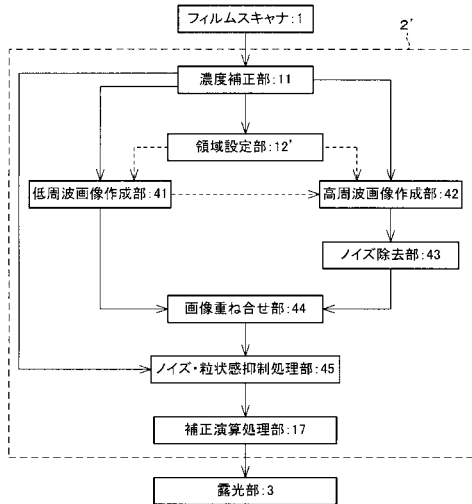 フィルムスキャナ:1
2'
濃度補正部:11
領域設定部:12'
低周波画像作成部:41
高周波画像作成部:42
ノイズ除去部:43
画像重ね合せ部:44
ノイズ・粒状感抑制処理部:45
補正演算処理部:17
露光部:3